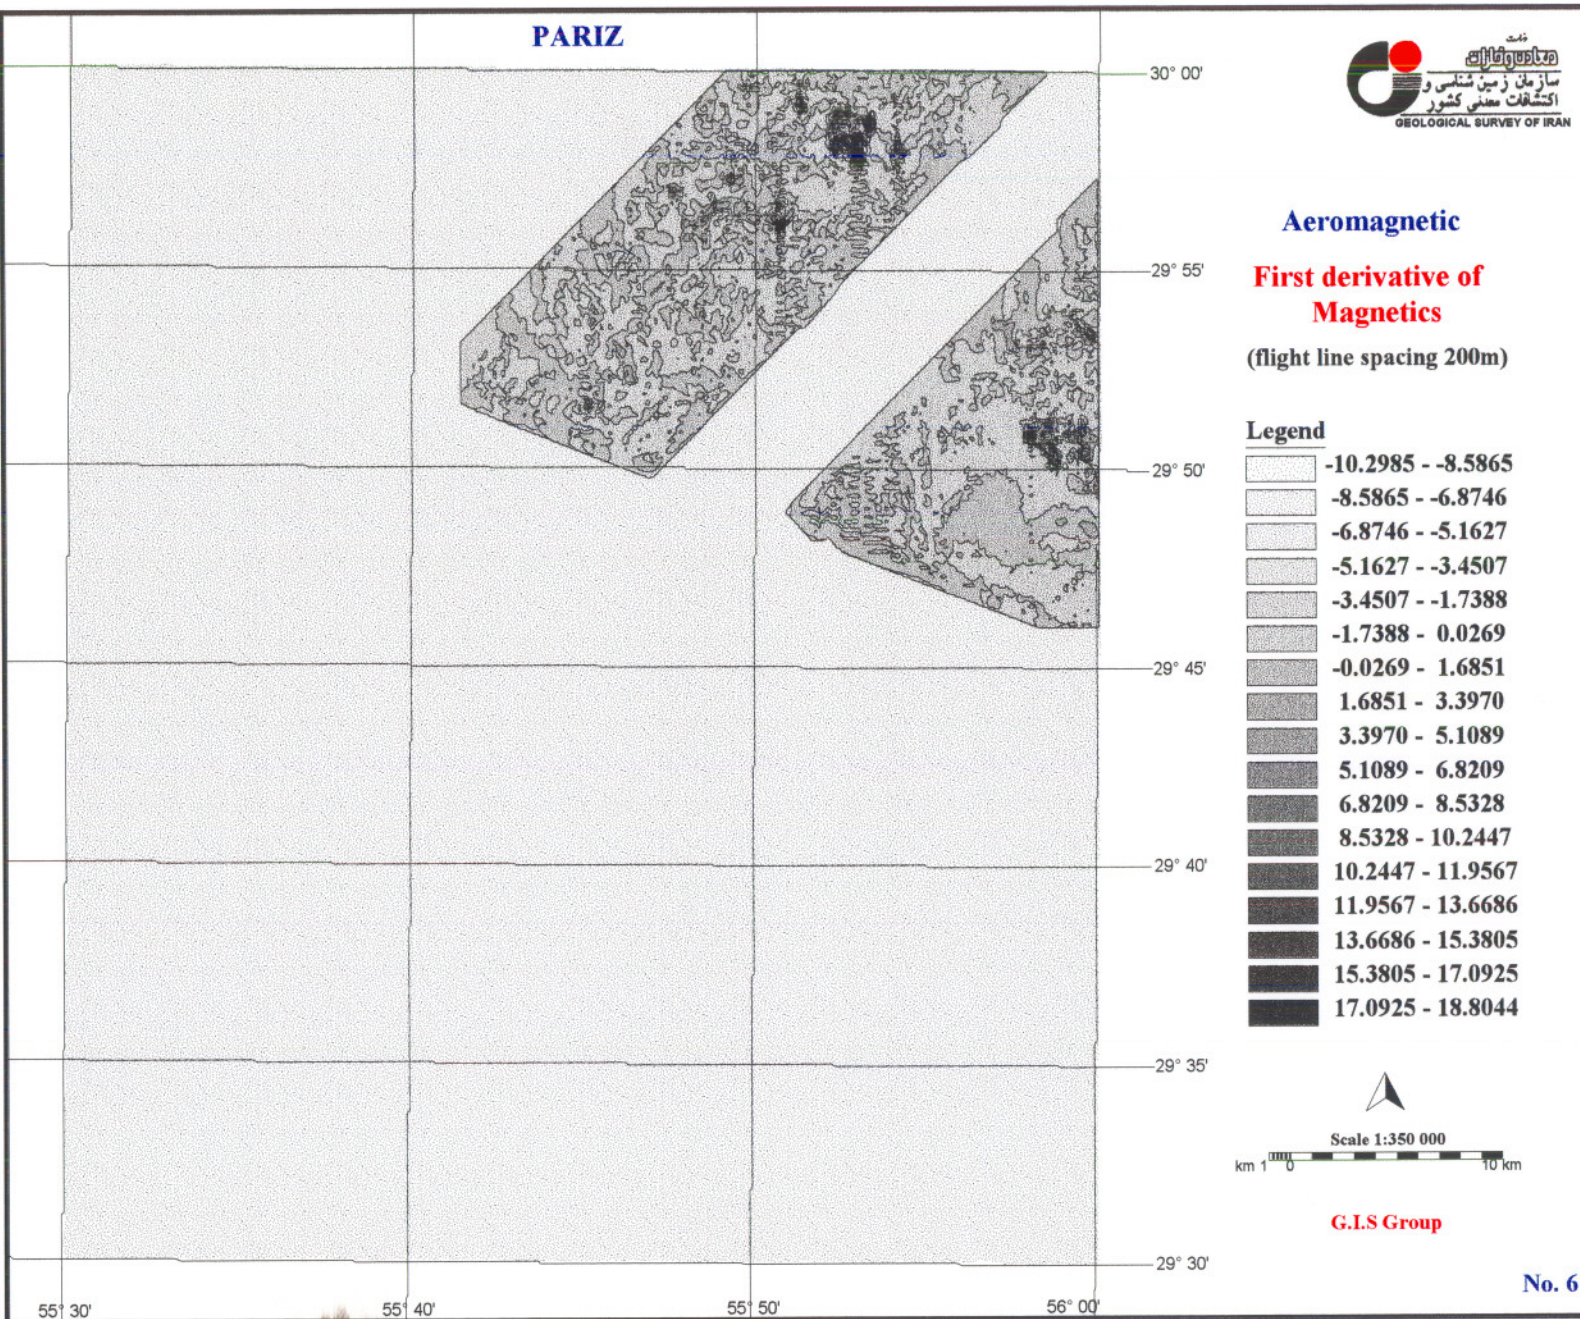 PARIZ
سازمان زمین شناسی و
اکتشافات معدنی کشور
GEOLOGICAL SURVEY OF IRAN
Aeromagnetic
First derivative of
Magnetics
(flight line spacing 200m)
Legend
-10.2985 - -8.5865
-8.5865 - -6.8746
-6.8746 - -5.1627
-5.1627 - -3.4507
-3.4507 - -1.7388
-1.7388 - 0.0269
-0.0269 - 1.6851
1.6851 - 3.3970
3.3970 - 5.1089
5.1089 - 6.8209
6.8209 - 8.5328
8.5328 - 10.2447
10.2447 - 11.9567
11.9567 - 13.6686
13.6686 - 15.3805
15.3805 - 17.0925
17.0925 - 18.8044
Scale 1:350 000
km 1 0 10 km
G.I.S Group
No. 6
30° 00'
29° 55'
29° 50'
29° 45'
29° 40'
29° 35'
29° 30'
55° 30' 55° 40' 55° 50' 56° 00'